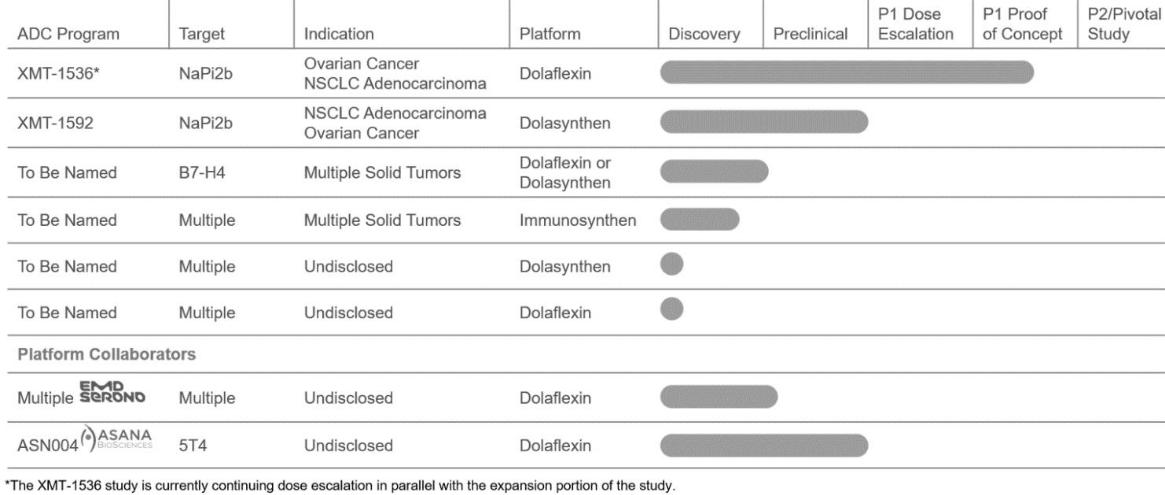 ADC Program Target Indication Platform Discovery Preclinical P1 Dose Escalation P1 Proof of Concept P2/Pivotal Study
XMT-1536* NaPi2b Ovarian Cancer NSCLC Adenocarcinoma Dolaflexin
XMT-1592 NaPi2b NSCLC Adenocarcinoma Ovarian Cancer Dolasynthen
To Be Named B7-H4 Multiple Solid Tumors Dolaflexin or Dolasynthen
To Be Named Multiple Multiple Solid Tumors Immunosynthen
To Be Named Multiple Undisclosed Dolasynthen
To Be Named Multiple Undisclosed Dolaflexin
Platform Collaborators
Multiple EMD SERONO Multiple Undisclosed Dolaflexin
ASN004 ASANA BIOSCIENCES 5T4 Undisclosed Dolaflexin
*The XMT-1536 study is currently continuing dose escalation in parallel with the expansion portion of the study.